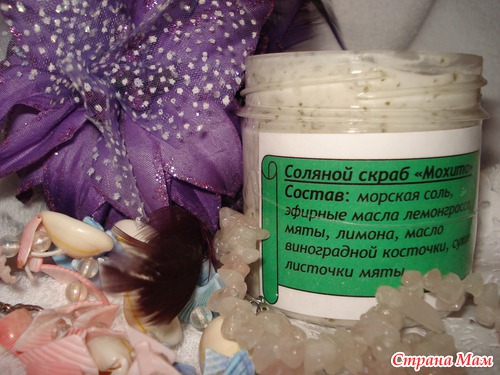 Соляной скраб «Мохито»
Состав: морская соль,
эфирные масла лемонграсса,
мяты, лимона, масло
виноградной косточки,
листочки мяты
Страна Мам